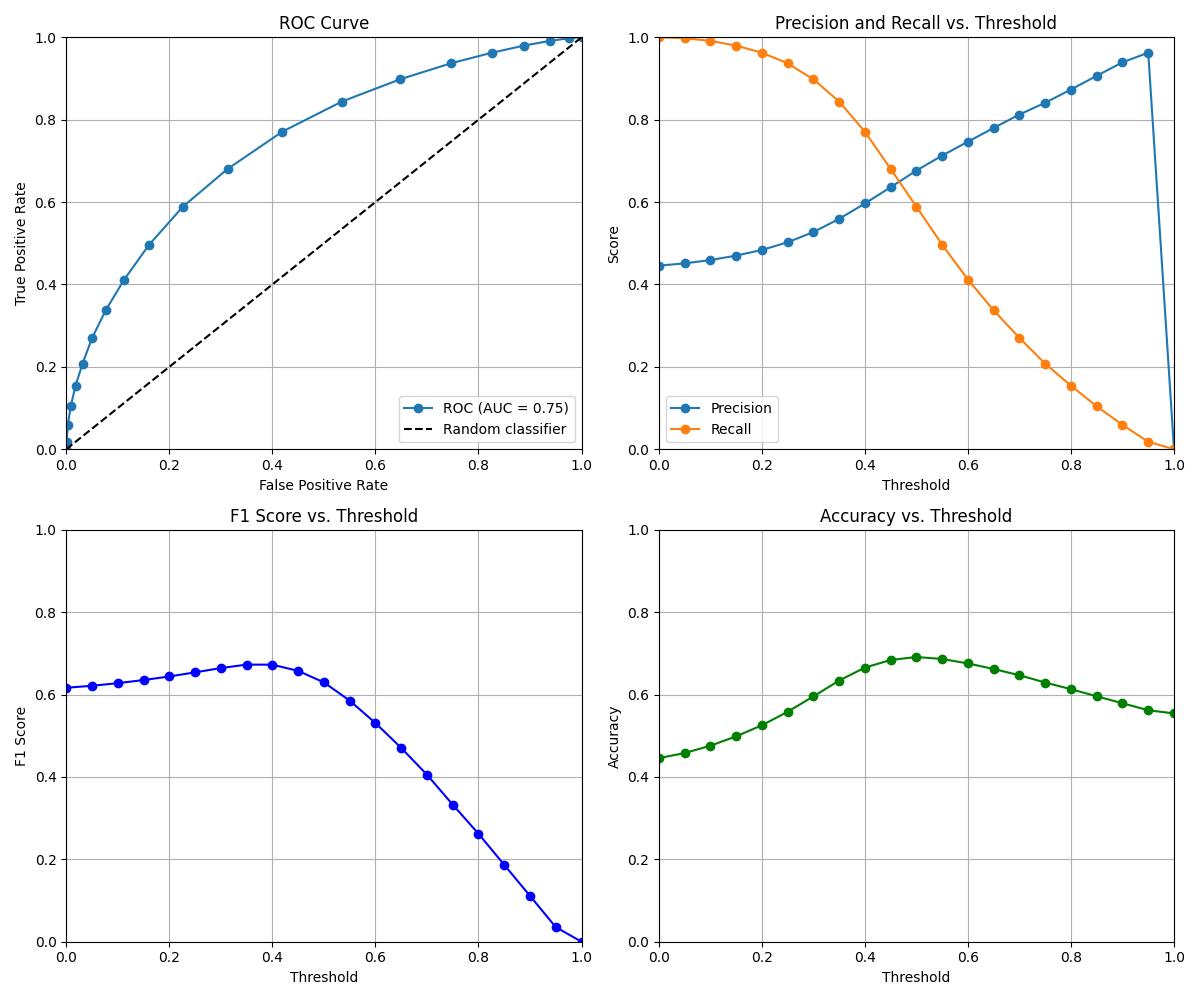 ROC Curve
True Positive Rate
1.0
0.8
0.6
0.4
0.2
0.0
ROC (AUC = 0.75)
Random classifier
0.0 0.2 0.4 0.6 0.8 1.0
False Positive Rate
Precision and Recall vs. Threshold
Score
1.0
0.8
0.6
0.4
0.2
0.0
Precision
Recall
0.0 0.2 0.4 0.6 0.8 1.0
Threshold
F1 Score vs. Threshold
F1 Score
1.0
0.8
0.6
0.4
0.2
0.0
0.0 0.2 0.4 0.6 0.8 1.0
Threshold
Accuracy vs. Threshold
Accuracy
1.0
0.8
0.6
0.4
0.2
0.0
0.0 0.2 0.4 0.6 0.8 1.0
Threshold